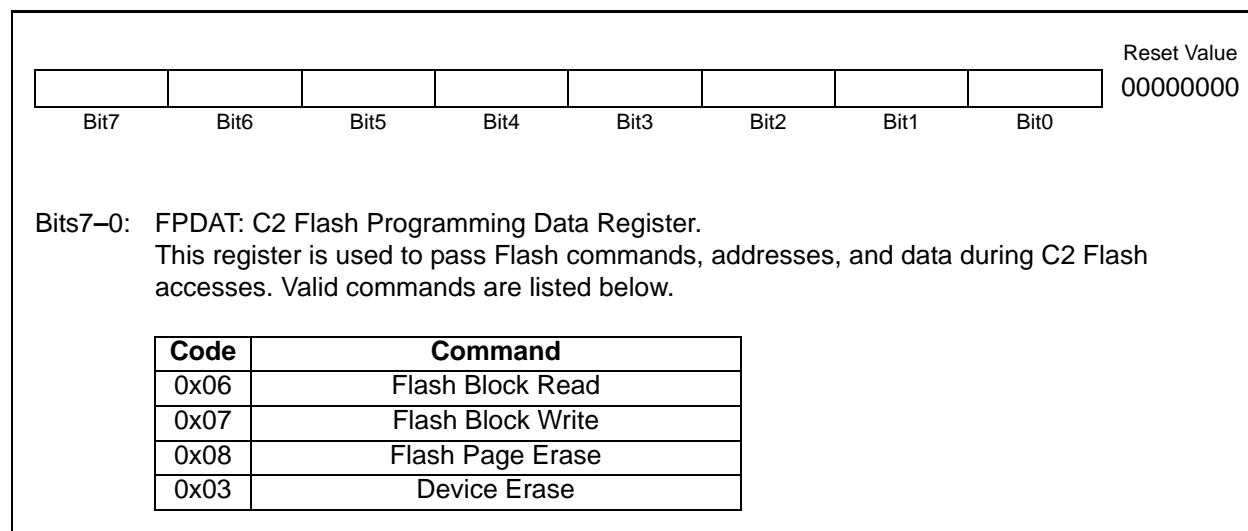 Reset Value
00000000
Bit7 Bit6 Bit5 Bit4 Bit3 Bit2 Bit1 Bit0
Bits7–0: FPDAT: C2 Flash Programming Data Register.
This register is used to pass Flash commands, addresses, and data during C2 Flash
accesses. Valid commands are listed below.
Code Command
0x06 Flash Block Read
0x07 Flash Block Write
0x08 Flash Page Erase
0x03 Device Erase